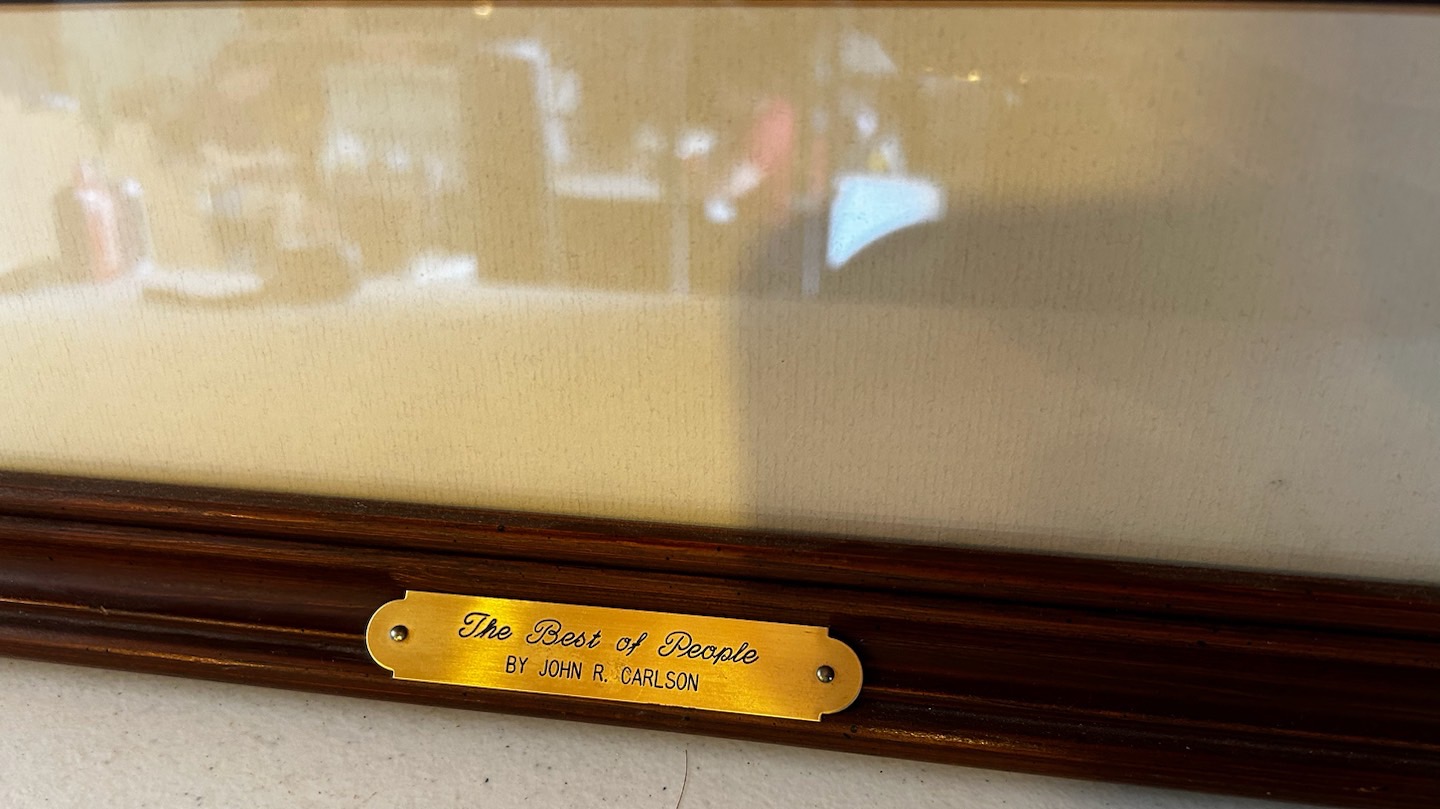 The Best of People
BY JOHN R. CARLSON